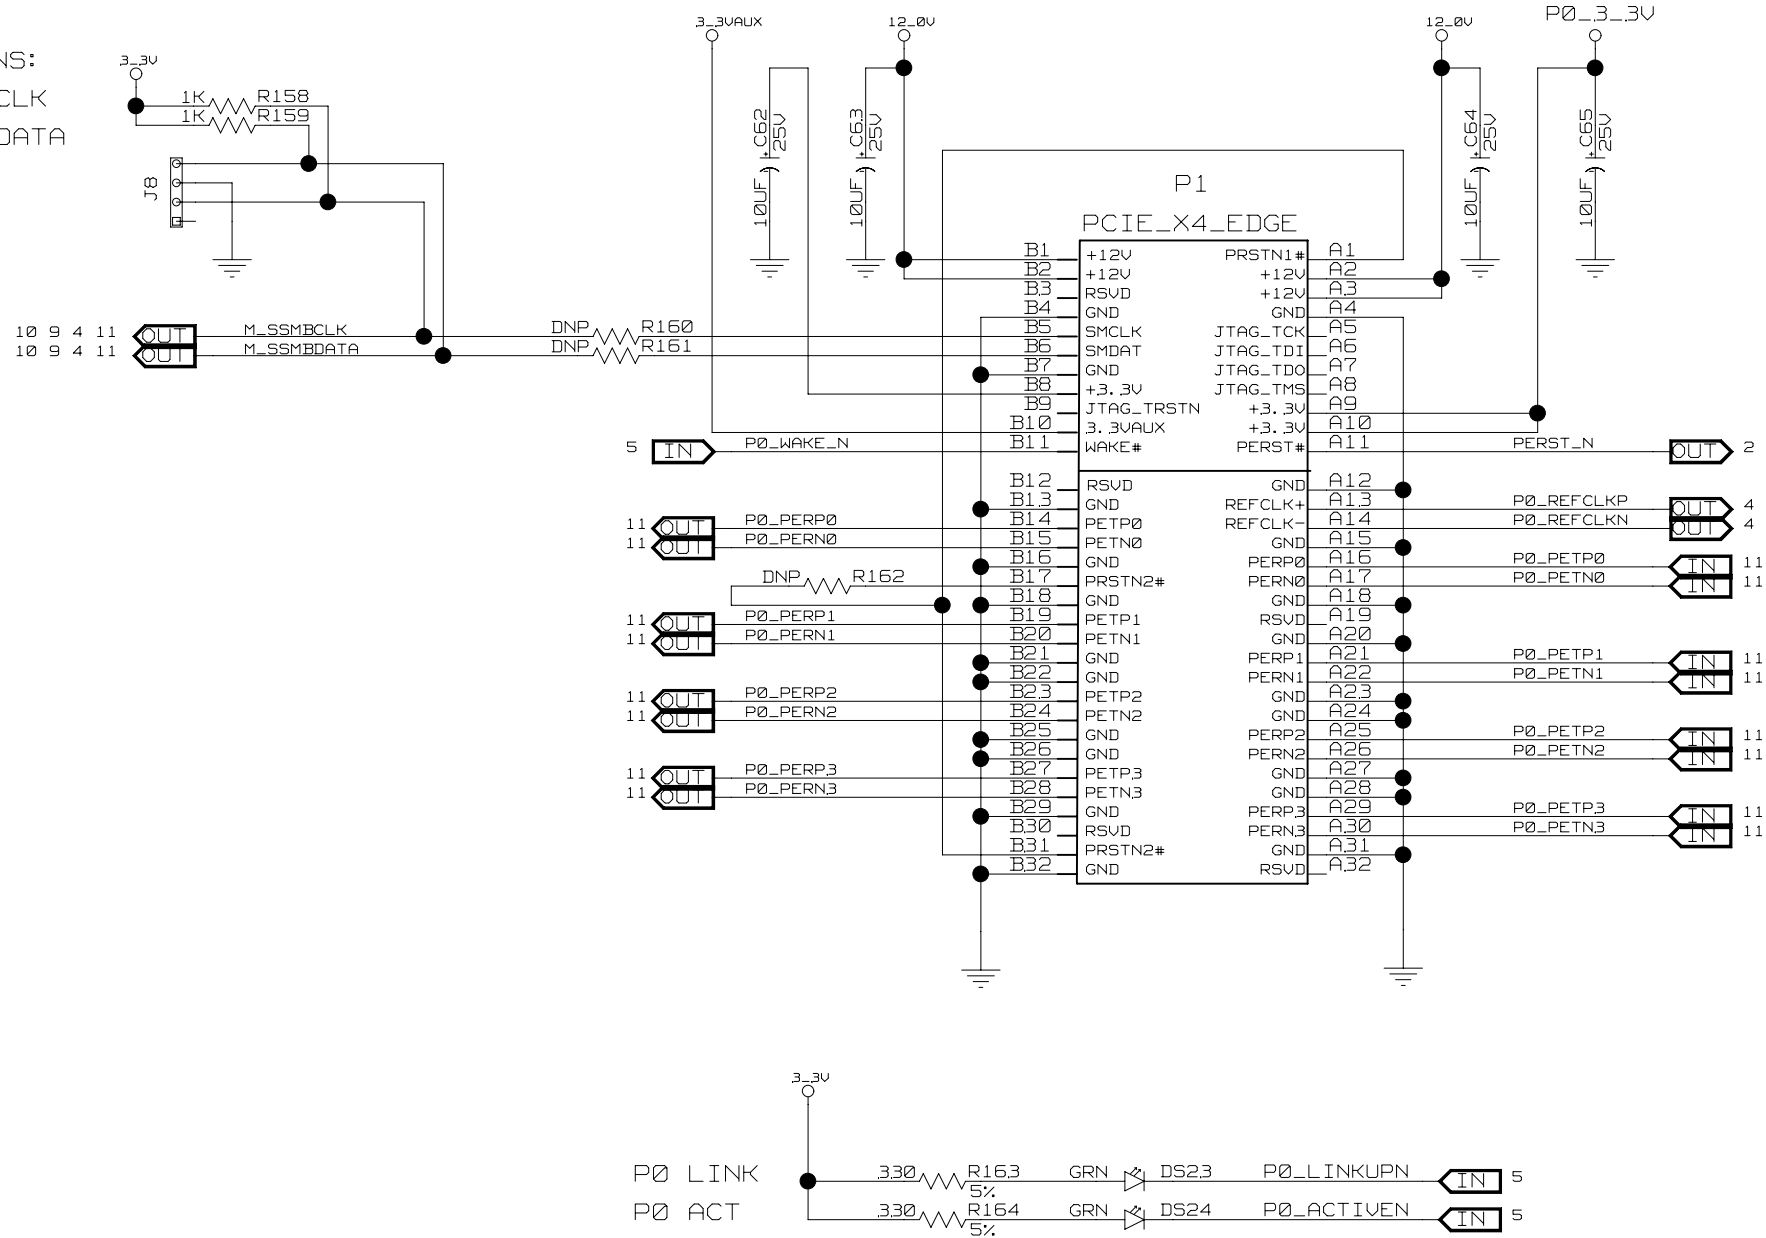 3_3VAUX
12_0V
12_0V
P0_3_3V
NS:
3_3V
CLK
1K R158
1K R159
DATA
J8
10UF C62 25V
10UF C63 25V
10UF C64 25V
10UF C65 25V
P1
PCIE_X4_EDGE
B1 +12V PRSTN1# A1
B2 +12V +12V A2
B3 RSVD +12V A3
B4 GND GND A4
10 9 4 11 OUT M_SSMBCLK DNP R160 B5 SMCLK JTAG_TCK A5
10 9 4 11 OUT M_SSMBDATA DNP R161 B6 SMDAT JTAG_TDI A6
B7 GND JTAG_TDO A7
B8 +3.3V JTAG_TMS A8
B9 JTAG_TRSTN +3.3V A9
B10 3.3VAUX +3.3V A10
5 IN P0_WAKE_N B11 WAKE# PERST# A11 PERST_N OUT 2
B12 RSVD GND A12
B13 GND REFCLK+ A13 P0_REFCLKP OUT 4
11 OUT P0_PERP0 B14 PETP0 REFCLK- A14 P0_REFCLKN OUT 4
11 OUT P0_PERN0 B15 PETN0 GND A15
B16 GND PERP0 A16 P0_PETP0 IN 11
DNP R162 B17 PRSTN2# PERN0 A17 P0_PETN0 IN 11
B18 GND GND A18
11 OUT P0_PERP1 B19 PETP1 RSVD A19
11 OUT P0_PERN1 B20 PETN1 GND A20
B21 GND PERP1 A21 P0_PETP1 IN 11
B22 GND PERN1 A22 P0_PETN1 IN 11
11 OUT P0_PERP2 B23 PETP2 GND A23
11 OUT P0_PERN2 B24 PETN2 GND A24
B25 GND PERP2 A25 P0_PETP2 IN 11
B26 GND PERN2 A26 P0_PETN2 IN 11
11 OUT P0_PERP3 B27 PETP3 GND A27
11 OUT P0_PERN3 B28 PETN3 GND A28
B29 GND PERP3 A29 P0_PETP3 IN 11
B30 RSVD PERN3 A30 P0_PETN3 IN 11
B31 PRSTN2# GND A31
B32 GND RSVD A32
3_3V
P0 LINK 330 R163 5% GRN DS23 P0_LINKUPN IN 5
P0 ACT 330 R164 5% GRN DS24 P0_ACTIVEN IN 5